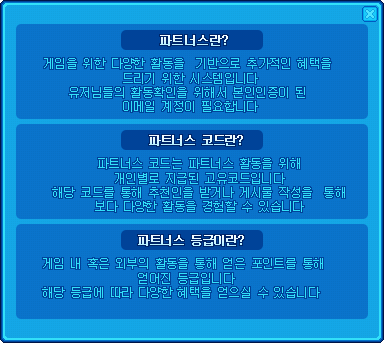 파트너스란?
게임을 위한 다양한 활동을 기반으로 추가적인 혜택을
드리기 위한 시스템입니다
유저님들의 활동확인을 위해서 본인인증이 된
이메일 계정이 필요합니다
파트너스 코드란?
파트너스 코드는 파트너스 활동을 위해
개인별로 지급된 고유코드입니다
해당 코드를 통해 추천인을 받거나 게시물 작성을 통해
보다 다양한 활동을 경험할 수 있습니다
파트너스 등급이란?
게임 내 혹은 외부의 활동을 통해 얻은 포인트를 통해
얻어진 등급입니다
해당 등급에 따라 다양한 혜택을 얻으실 수 있습니다